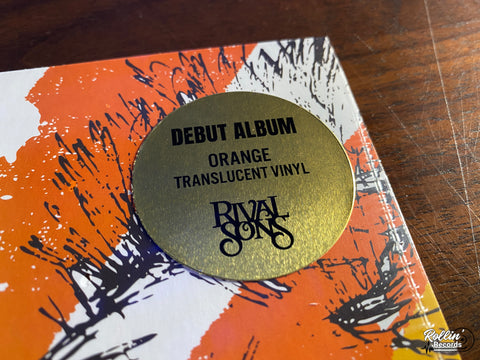 DEBUT ALBUM
ORANGE
TRANSLUCENT VINYL
RIVAL
SONS
Rollin'
Records